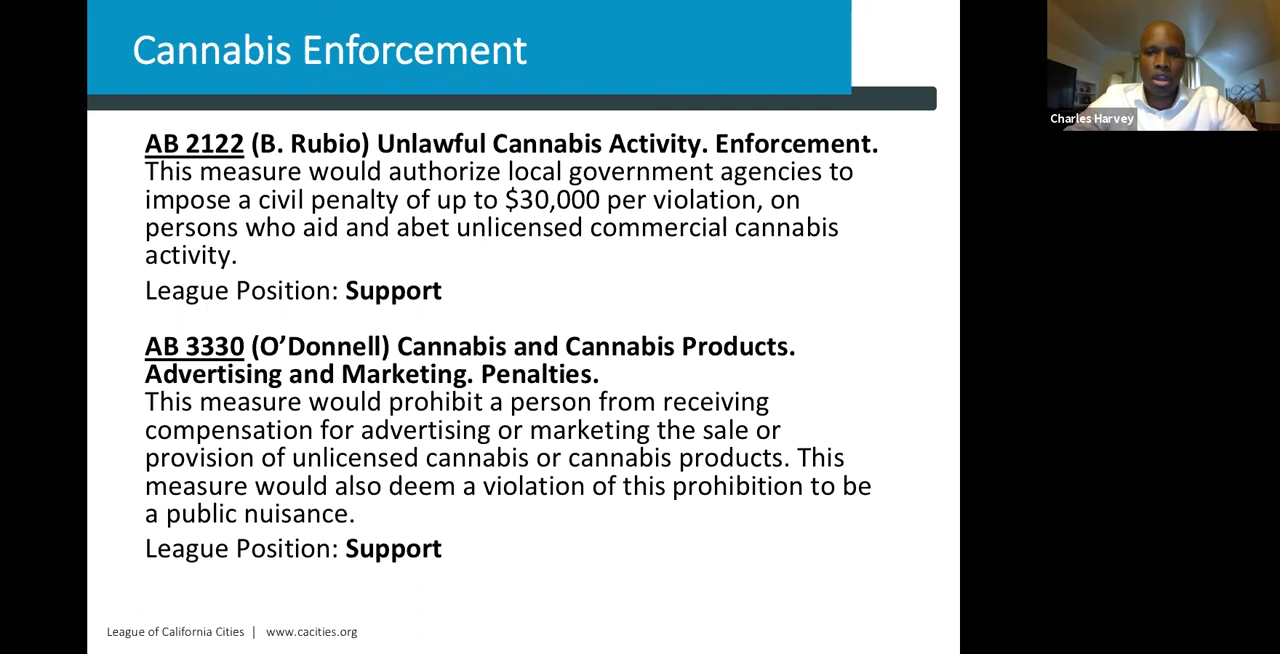 Cannabis Enforcement
Charles Harvey
AB 2122 (B. Rubio) Unlawful Cannabis Activity. Enforcement.
This measure would authorize local government agencies to
impose a civil penalty of up to $30,000 per violation, on
persons who aid and abet unlicensed commercial cannabis
activity.
League Position: Support
AB 3330 (O’Donnell) Cannabis and Cannabis Products.
Advertising and Marketing. Penalties.
This measure would prohibit a person from receiving
compensation for advertising or marketing the sale or
provision of unlicensed cannabis or cannabis products. This
measure would also deem a violation of this prohibition to be
a public nuisance.
League Position: Support
League of California Cities | www.cacities.org